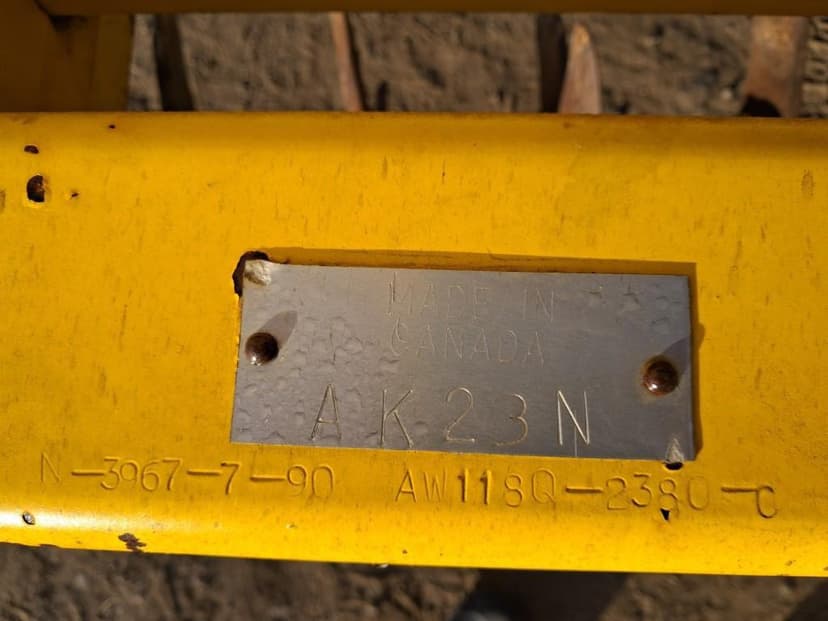 MADE IN
CANADA
AK23N
N-3967-7-90 AW118Q-2380-C